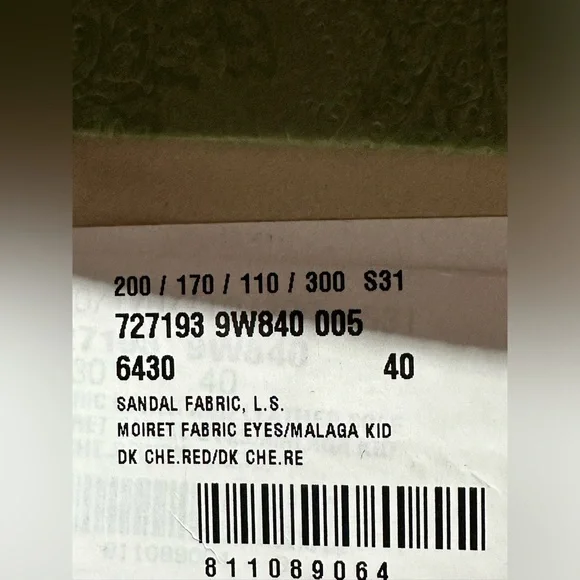 200 / 170 / 110 / 300 S31
727193 9W840 005
6430 40
SANDAL FABRIC, L.S.
MOIRET FABRIC EYES/MALAGA KID
DK CHE.RED/DK CHE.RE
811089064